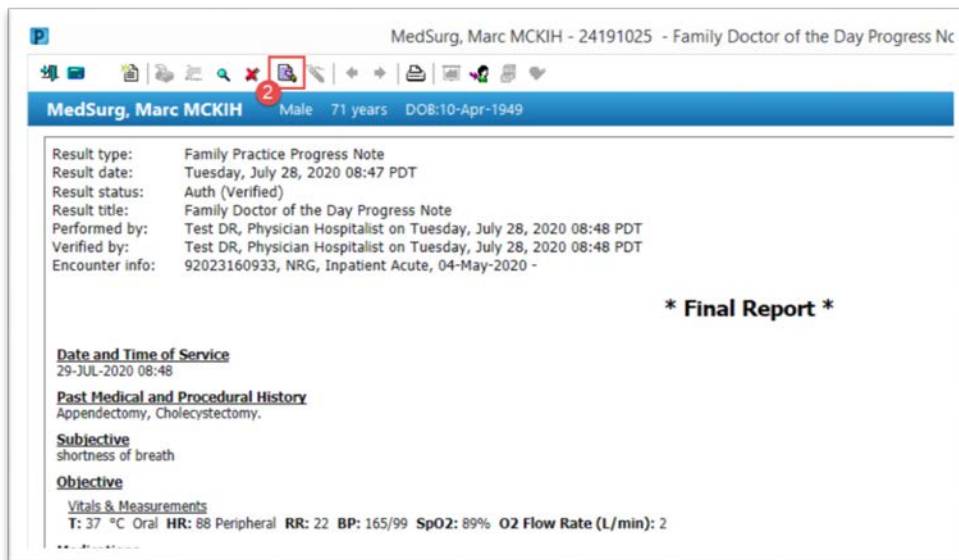 P MedSurg, Marc MCKIH - 24191025 - Family Doctor of the Day Progress No
2
MedSurg, Marc MCKIH Male 71 years DOB:10-Apr-1949
Result type: Family Practice Progress Note
Result date: Tuesday, July 28, 2020 08:47 PDT
Result status: Auth (Verified)
Result title: Family Doctor of the Day Progress Note
Performed by: Test DR, Physician Hospitalist on Tuesday, July 28, 2020 08:48 PDT
Verified by: Test DR, Physician Hospitalist on Tuesday, July 28, 2020 08:48 PDT
Encounter info: 92023160933, NRG, Inpatient Acute, 04-May-2020 -
* Final Report *
Date and Time of Service
29-JUL-2020 08:48
Past Medical and Procedural History
Appendectomy, Cholecystectomy.
Subjective
shortness of breath
Objective
Vitals & Measurements
T: 37 °C Oral HR: 88 Peripheral RR: 22 BP: 165/99 SpO2: 89% O2 Flow Rate (L/min): 2